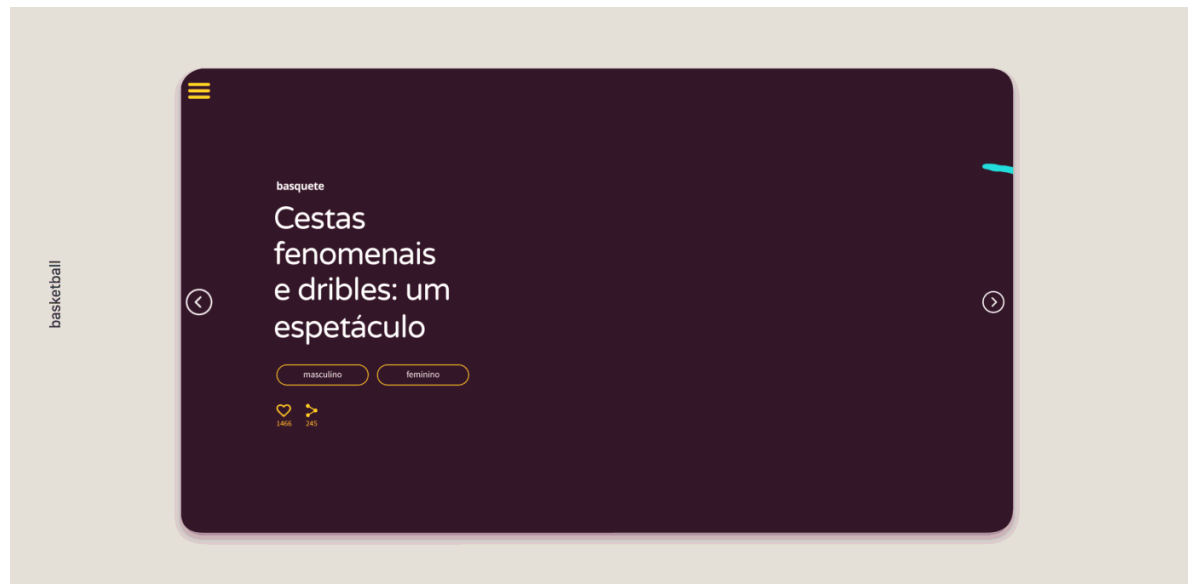 basketball
basquete
Cestas
fenomenais
e dribles: um
espetáculo
masculino feminino
1466 245